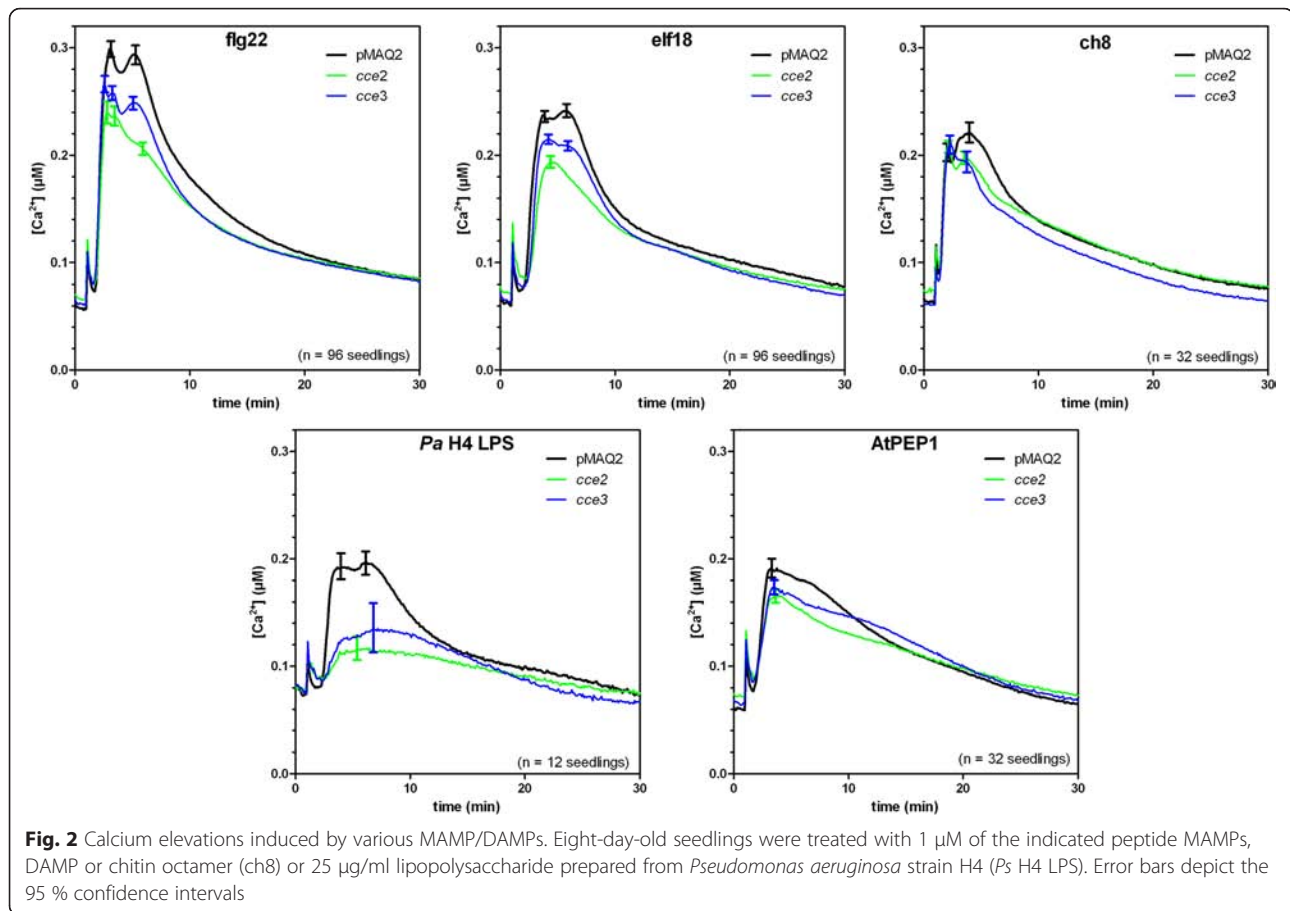 flg22
pMAQ2
cce2
cce3
0.3
0.2
0.1
0.0
[Ca²⁺] (µM)
0
10
20
30
time (min)
(n = 96 seedlings)
elf18
pMAQ2
cce2
cce3
0.3
0.2
0.1
0.0
[Ca²⁺] (µM)
0
10
20
30
time (min)
(n = 96 seedlings)
ch8
pMAQ2
cce2
cce3
0.3
0.2
0.1
0.0
[Ca²⁺] (µM)
0
10
20
30
time (min)
(n = 32 seedlings)
Pa H4 LPS
pMAQ2
cce2
cce3
0.3
0.2
0.1
0.0
[Ca²⁺] (µM)
0
10
20
30
time (min)
(n = 12 seedlings)
AtPEP1
pMAQ2
cce2
cce3
0.3
0.2
0.1
0.0
[Ca²⁺] (µM)
0
10
20
30
time (min)
(n = 32 seedlings)
Fig. 2 Calcium elevations induced by various MAMP/DAMPs. Eight-day-old seedlings were treated with 1 µM of the indicated peptide MAMPs,
DAMP or chitin octamer (ch8) or 25 µg/ml lipopolysaccharide prepared from Pseudomonas aeruginosa strain H4 (Ps H4 LPS). Error bars depict the
95 % confidence intervals